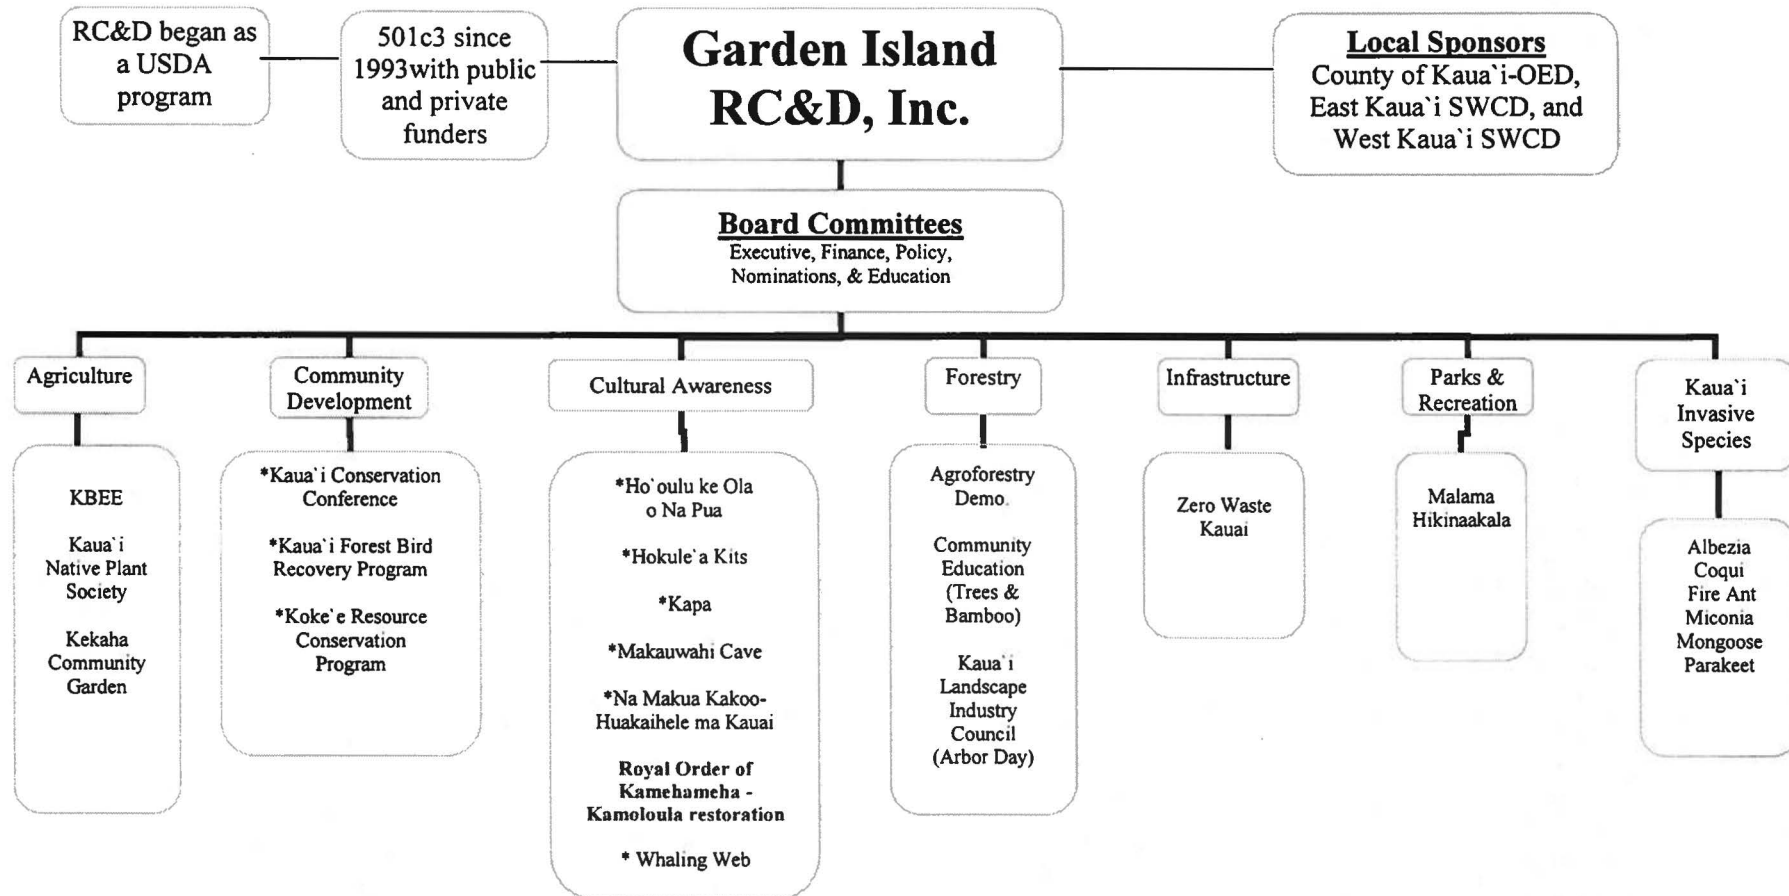 RC&D began as
a USDA
program
501c3 since
1993with public
and private
funders
Garden Island
RC&D, Inc.
Local Sponsors
County of Kaua`i-OED,
East Kaua`i SWCD, and
West Kaua`i SWCD
Board Committees
Executive, Finance, Policy,
Nominations, & Education
Agriculture
KBEE
Kaua`i
Native Plant
Society
Kekaha
Community
Garden
Community
Development
*Kaua`i Conservation
Conference
*Kaua`i Forest Bird
Recovery Program
*Koke`e Resource
Conservation
Program
Cultural Awareness
*Ho`oulu ke Ola
o Na Pua
*Hokule`a Kits
*Kapa
*Makauwahi Cave
*Na Makua Kakoo-
Huakaihele ma Kauai
Royal Order of
Kamehameha -
Kamoloula restoration
* Whaling Web
Forestry
Agroforestry
Demo.
Community
Education
(Trees &
Bamboo)
Kaua`i
Landscape
Industry
Council
(Arbor Day)
Infrastructure
Zero Waste
Kauai
Parks &
Recreation
Malama
Hikinaakala
Kaua`i
Invasive
Species
Albezia
Coqui
Fire Ant
Miconia
Mongoose
Parakeet